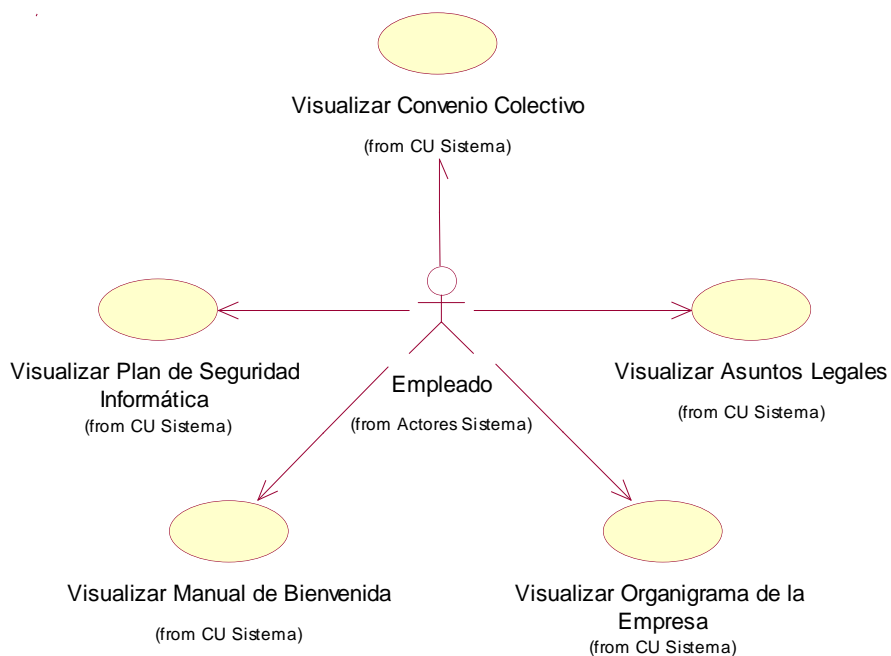 Visualizar Convenio Colectivo
(from CU Sistema)
Visualizar Plan de Seguridad
Informática
(from CU Sistema)
Empleado
(from Actores Sistema)
Visualizar Asuntos Legales
(from CU Sistema)
Visualizar Manual de Bienvenida
(from CU Sistema)
Visualizar Organigrama de la
Empresa
(from CU Sistema)